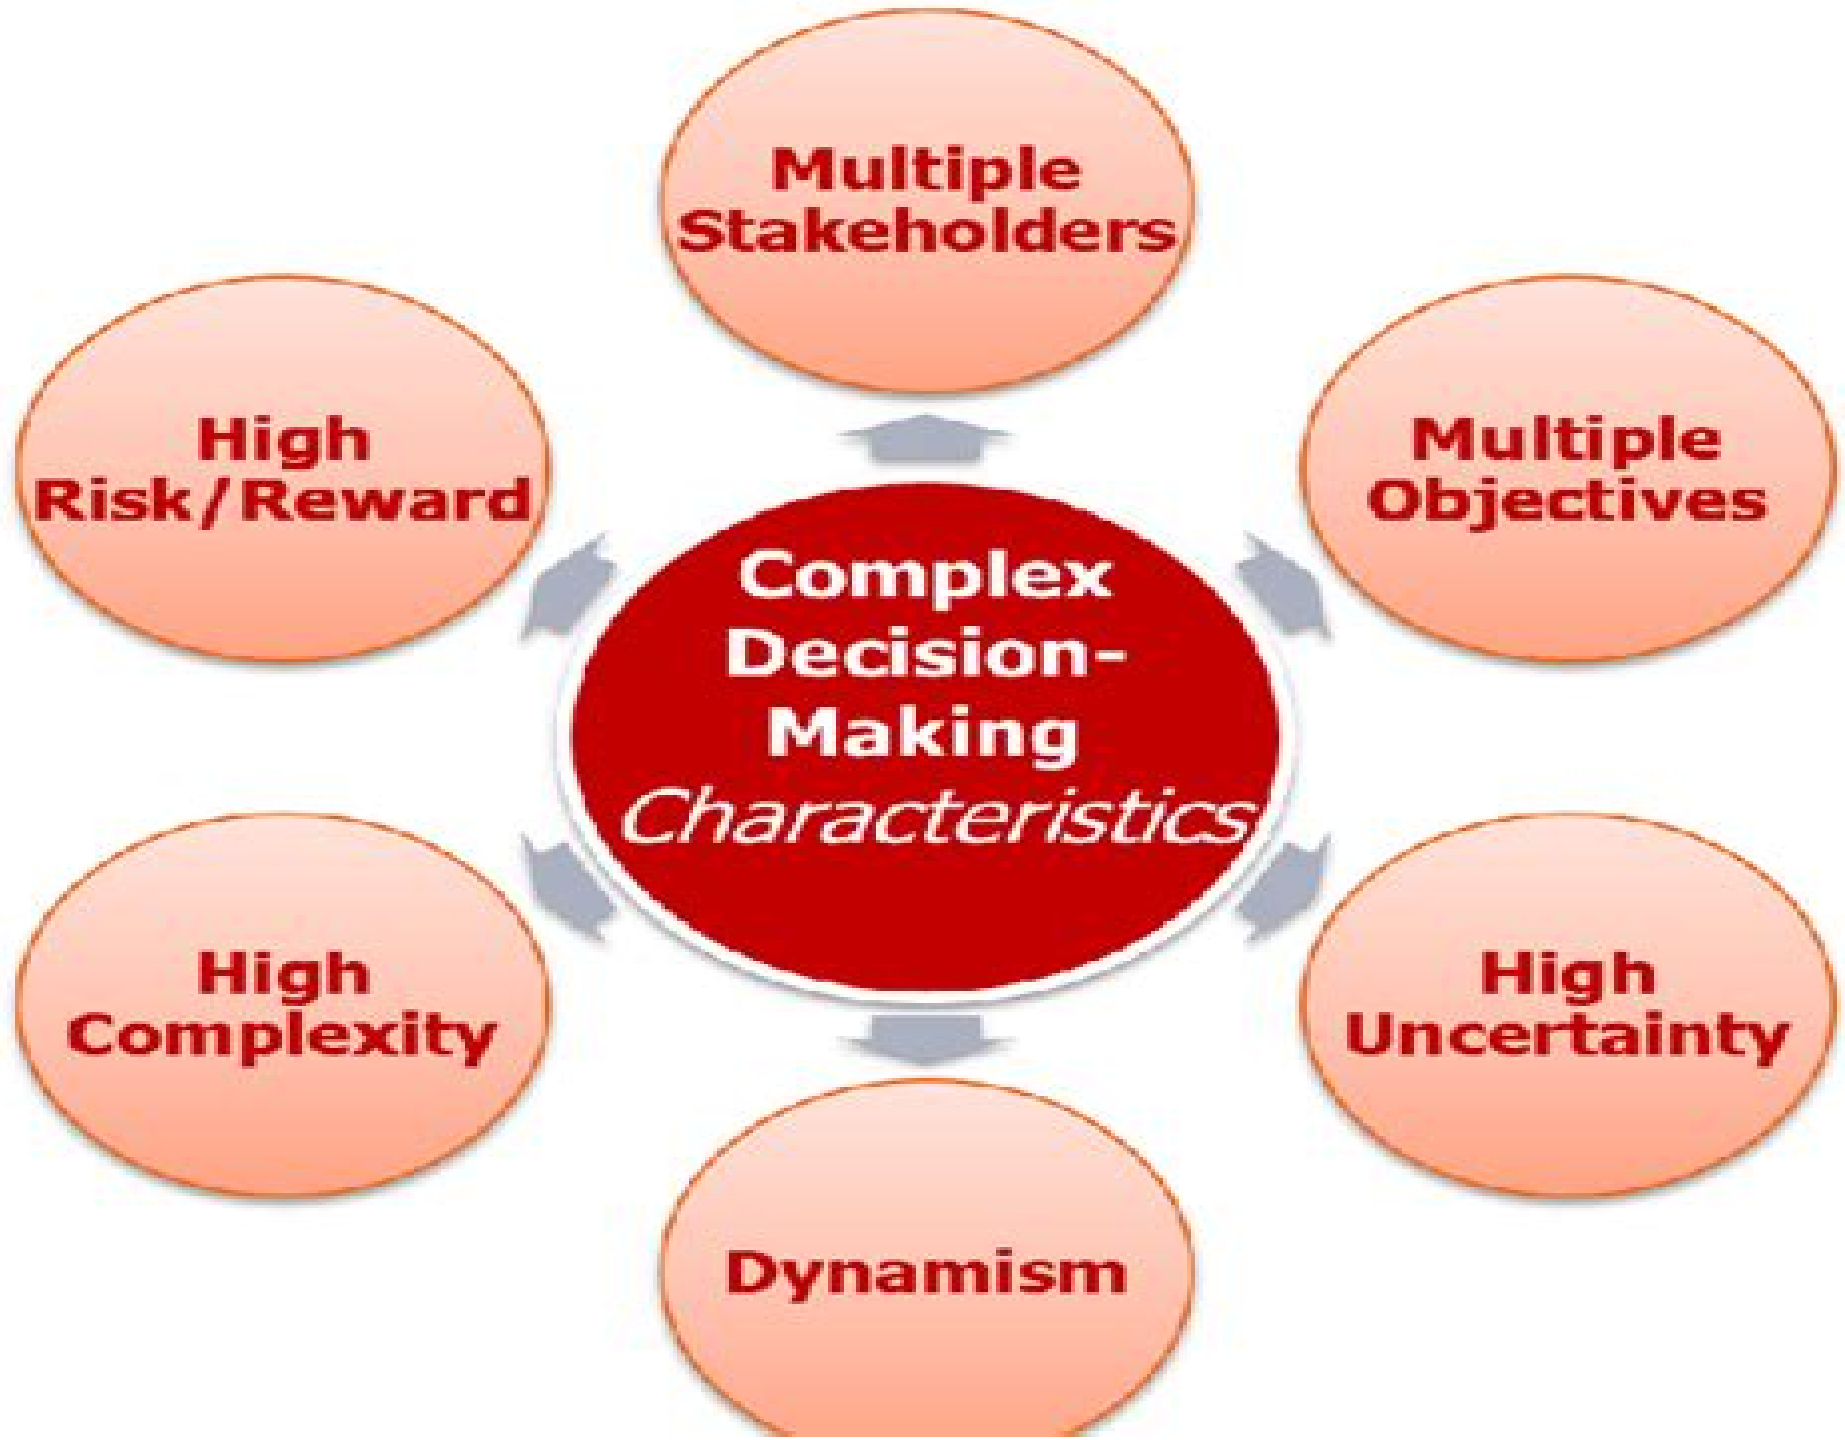 Multiple
Stakeholders
High
Risk/Reward
Multiple
Objectives
Complex
Decision-
Making
Characteristics
High
Complexity
High
Uncertainty
Dynamism